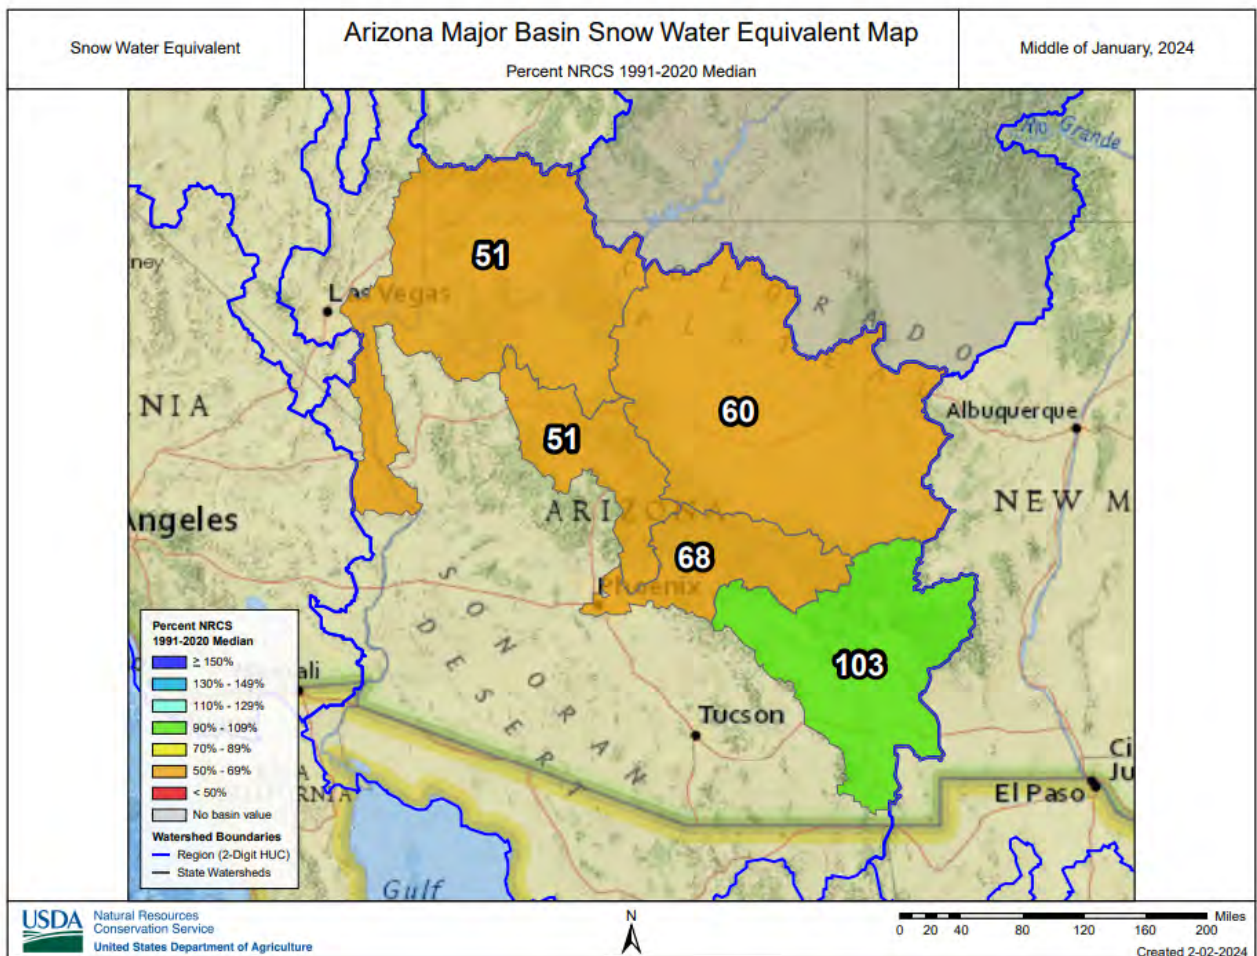 Snow Water Equivalent
Arizona Major Basin Snow Water Equivalent Map
Percent NRCS 1991-2020 Median
Middle of January, 2024
Rio Grande
51
Las Vegas
COLORADO
PLATEAU
NIA
51
60
Albuquerque
NEW M
ARIZONA
Angeles
68
Phoenix
SONORAN
DESERT
103
Tucson
ali
El Paso
Ci
Ju
RNIA
Gulf
Percent NRCS
1991-2020 Median
≥ 150%
130% - 149%
110% - 129%
90% - 109%
70% - 89%
50% - 69%
< 50%
No basin value
Watershed Boundaries
Region (2-Digit HUC)
State Watersheds
USDA
Natural Resources
Conservation Service
United States Department of Agriculture
N
Miles
0 20 40 80 120 160 200
Created 2-02-2024